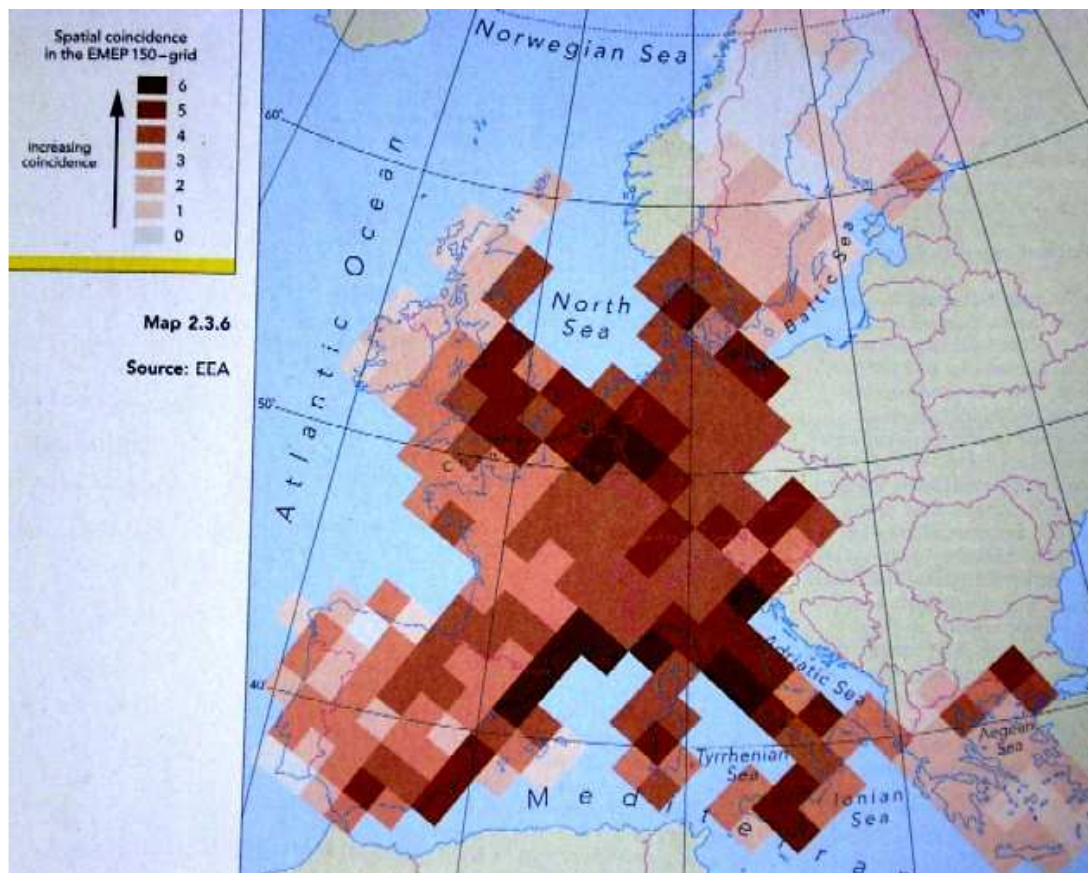 Spatial coincidence
in the EMEP 150-grid
6
5
4
3
2
1
0
increasing
coincidence
Map 2.3.6
Source: EEA
Norwegian Sea
60°
Atlantic Ocean
North
Sea
Baltic Sea
50°
40°
Adriatic Sea
Aegean
Sea
Tyrrhenian
Sea
Ionian
Sea